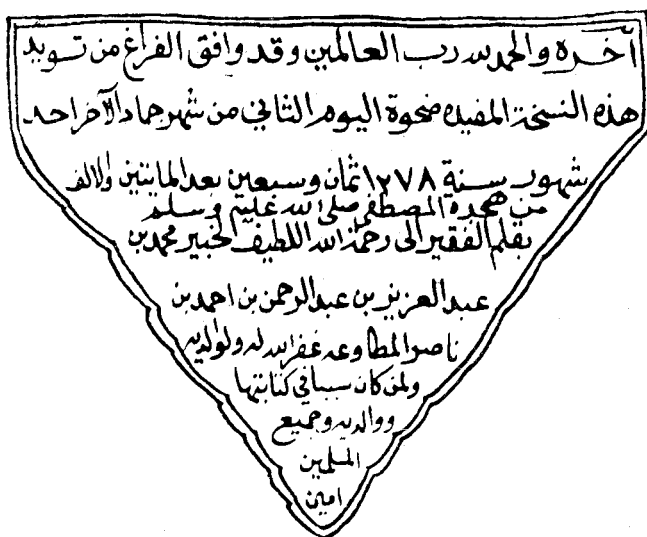 آخره والحمد لله رب العالمين وقد وافق الفراغ من تسويد
هذه النسخة المفيده ضحوة اليوم الثاني من شهر جماد الآخر احد
شهور سنة ١٢٧٨ ثمان وسبعين بعد المائتين والالف
من هجرة المصطفى صلى الله عليه وسلم
بقلم الفقير الى رحمة الله اللطيف الخبير محمد بن
عبد العزيز بن عبد الرحمن بن احمد بن
ناصر المطاوعه غفر الله له ولوالديه
ولمن كان سببا في كتابتها
ووالديه وجميع
المسلمين
امين